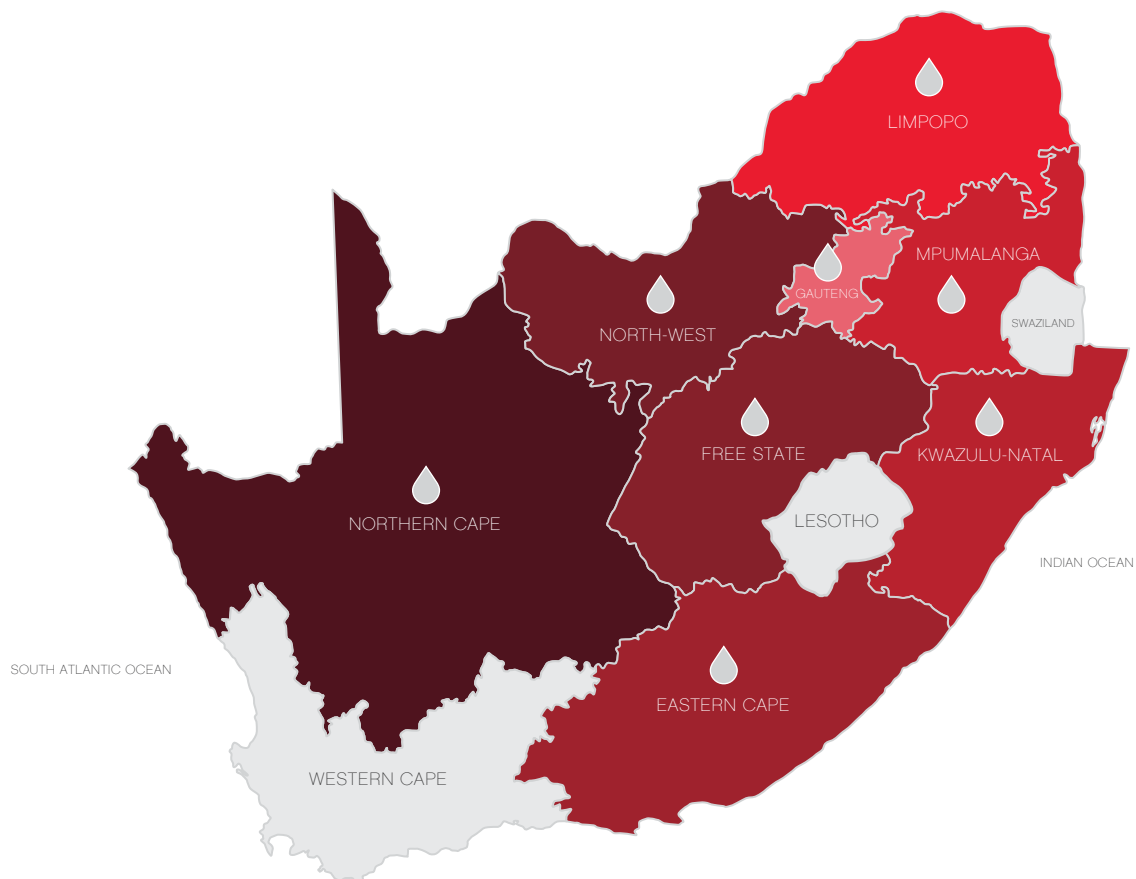 LIMPOPO
MPUMALANGA
GAUTENG
SWAZILAND
NORTH-WEST
FREE STATE
KWAZULU-NATAL
NORTHERN CAPE
LESOTHO
INDIAN OCEAN
SOUTH ATLANTIC OCEAN
EASTERN CAPE
WESTERN CAPE